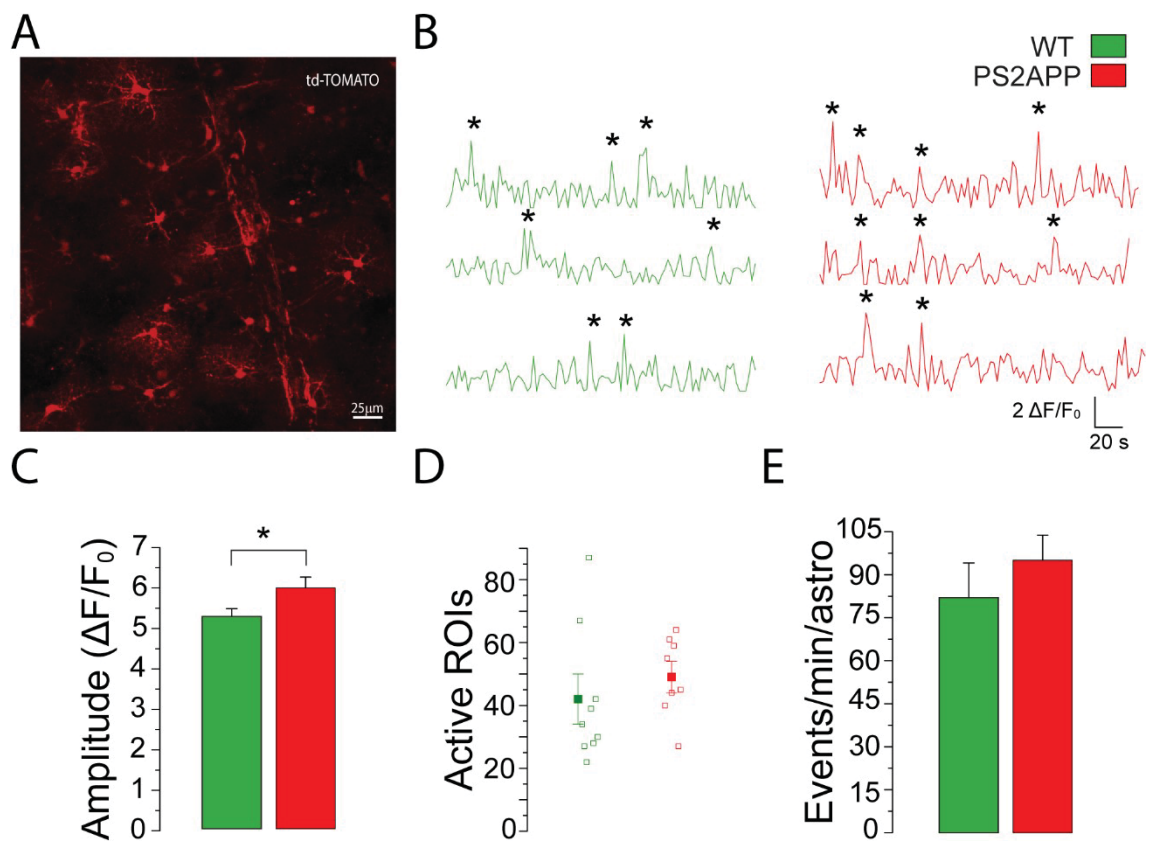 A
td-TOMATO
25μm
B
WT
PS2APP
* * *
* * * *
* *
* * *
* *
* *
2 ΔF/F₀
20 s
C
Amplitude (ΔF/F₀)
7
6
5
4
3
2
1
0
*
D
Active ROIs
80
60
40
20
0
E
Events/min/astro
105
90
75
60
45
30
15
0